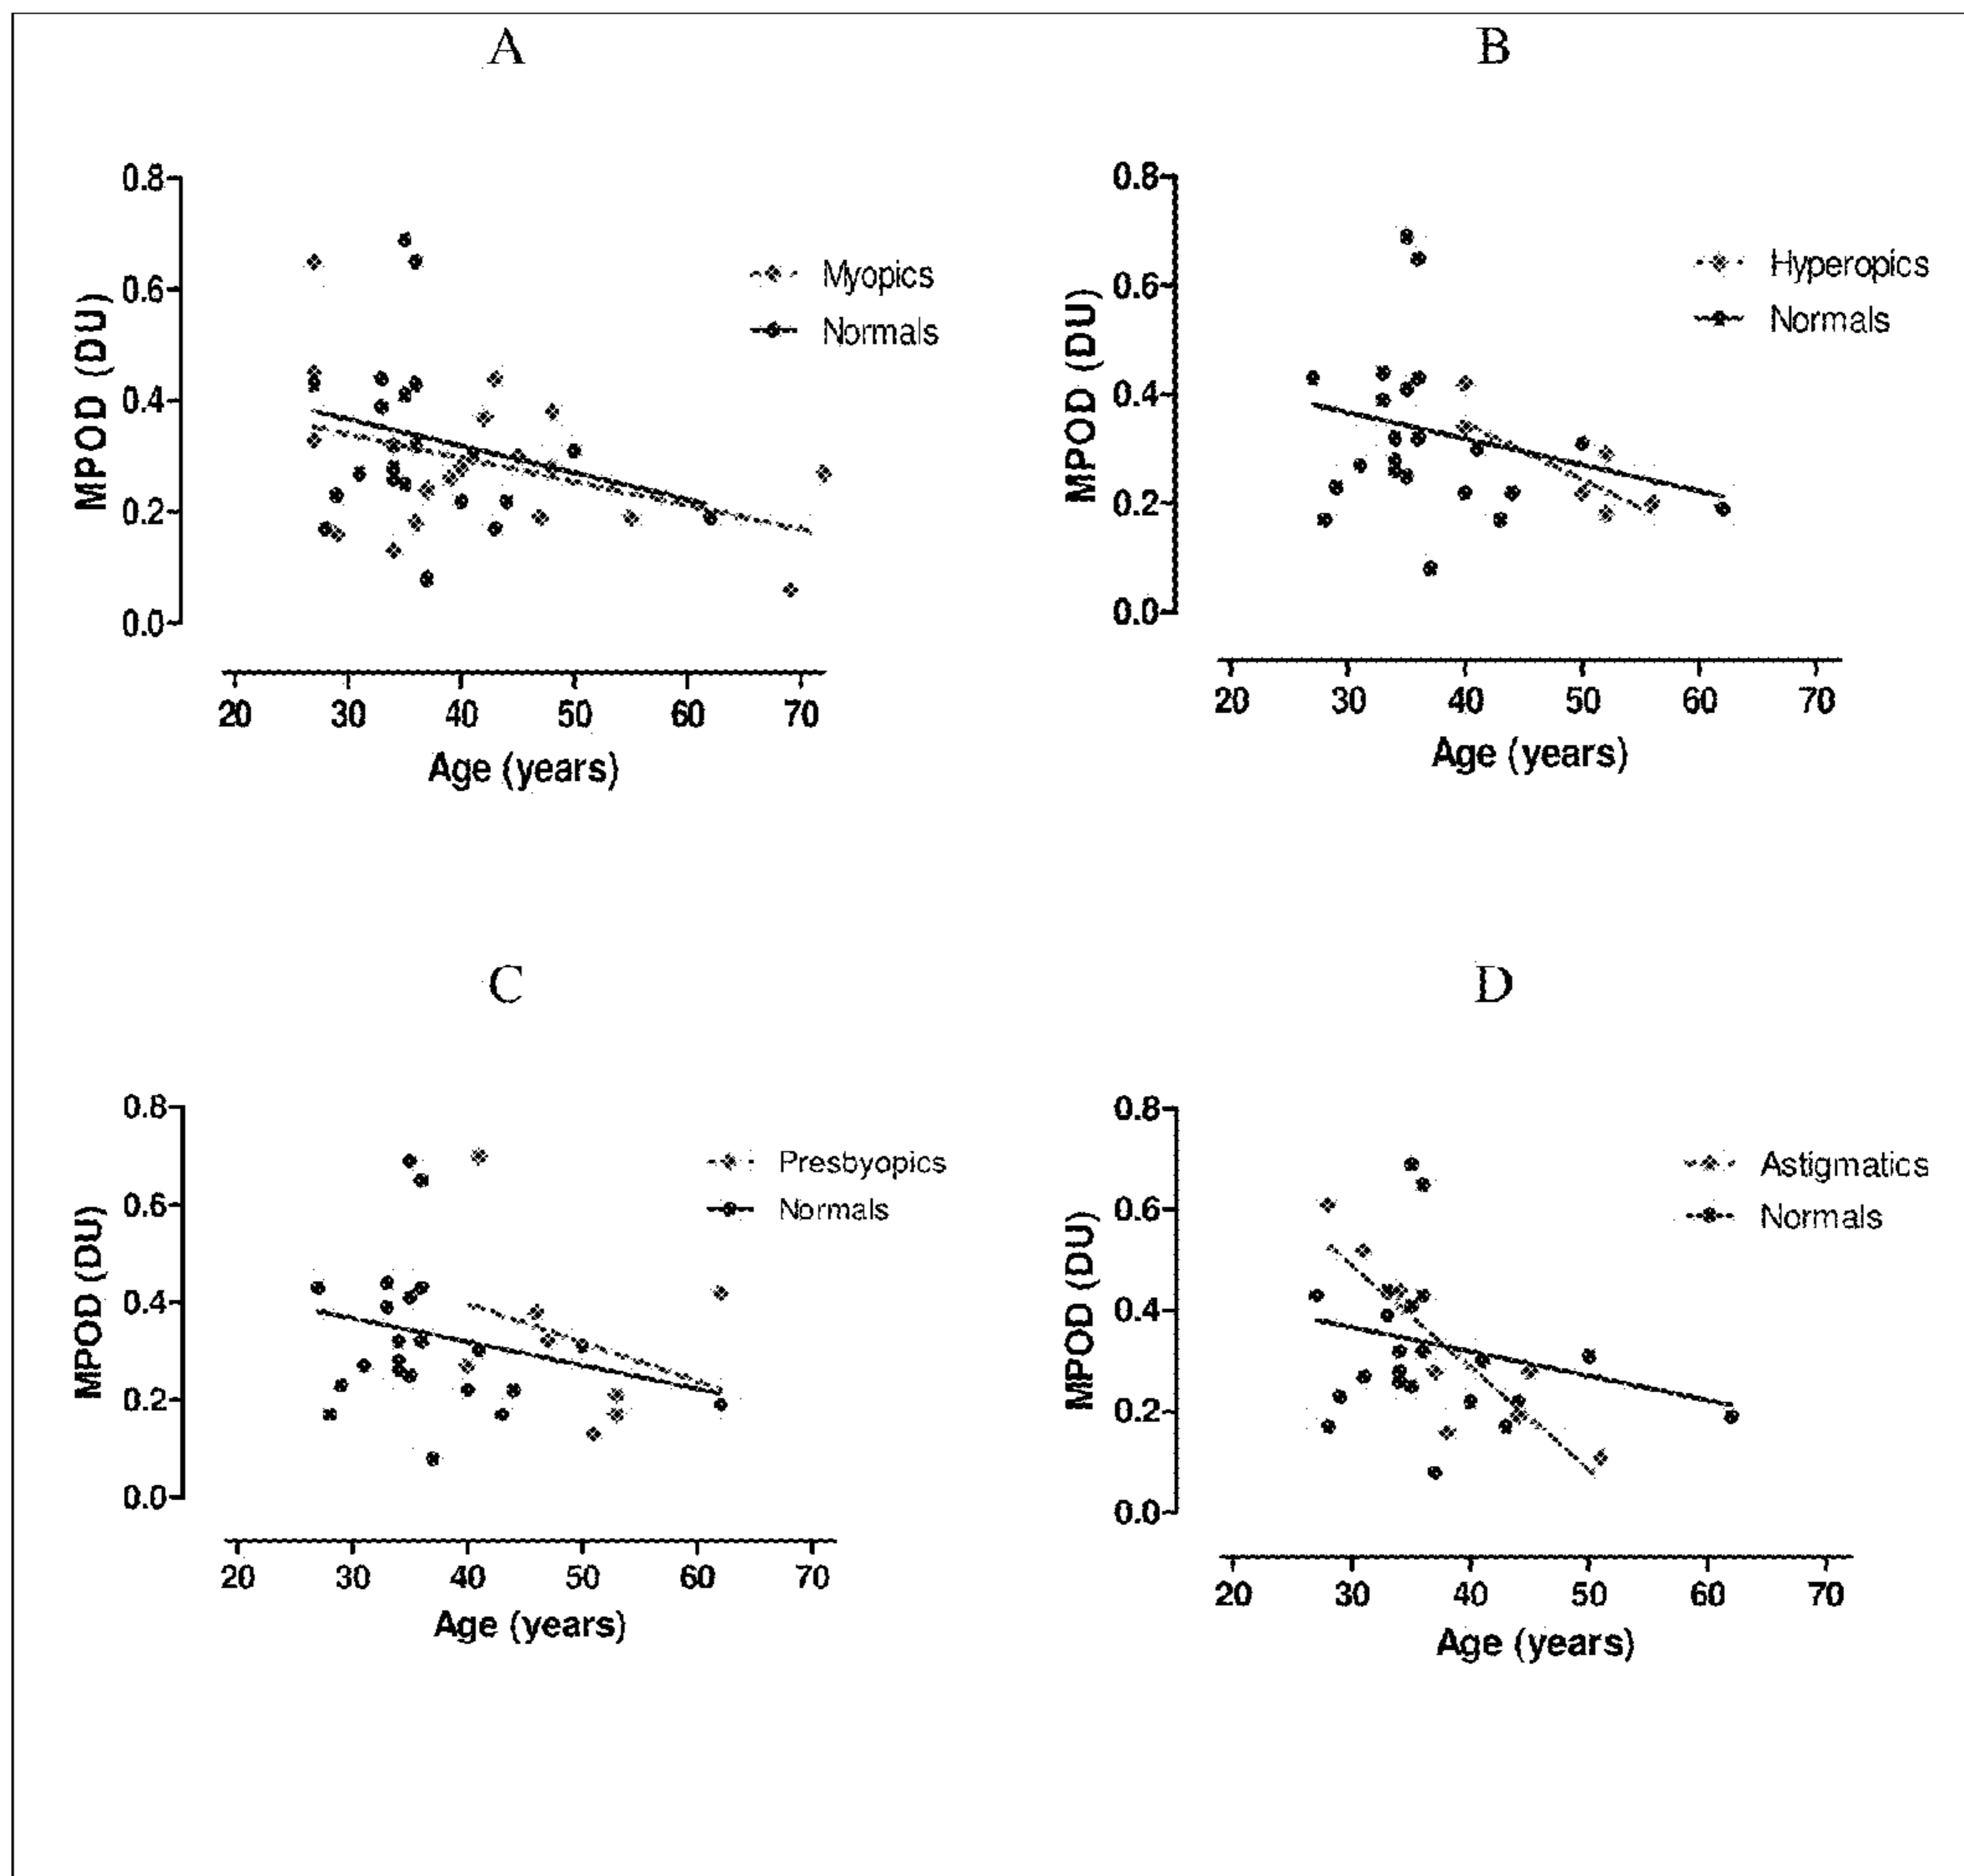 A
0.8
0.6
0.4
0.2
0.0
MPOD (DU)
Myopics
Normals
20 30 40 50 60 70
Age (years)
B
0.8
0.6
0.4
0.2
0.0
MPOD (DU)
Hyperopics
Normals
20 30 40 50 60 70
Age (years)
C
0.8
0.6
0.4
0.2
0.0
MPOD (DU)
Presbyopics
Normals
20 30 40 50 60 70
Age (years)
D
0.8
0.6
0.4
0.2
0.0
MPOD (DU)
Astigmatics
Normals
20 30 40 50 60 70
Age (years)